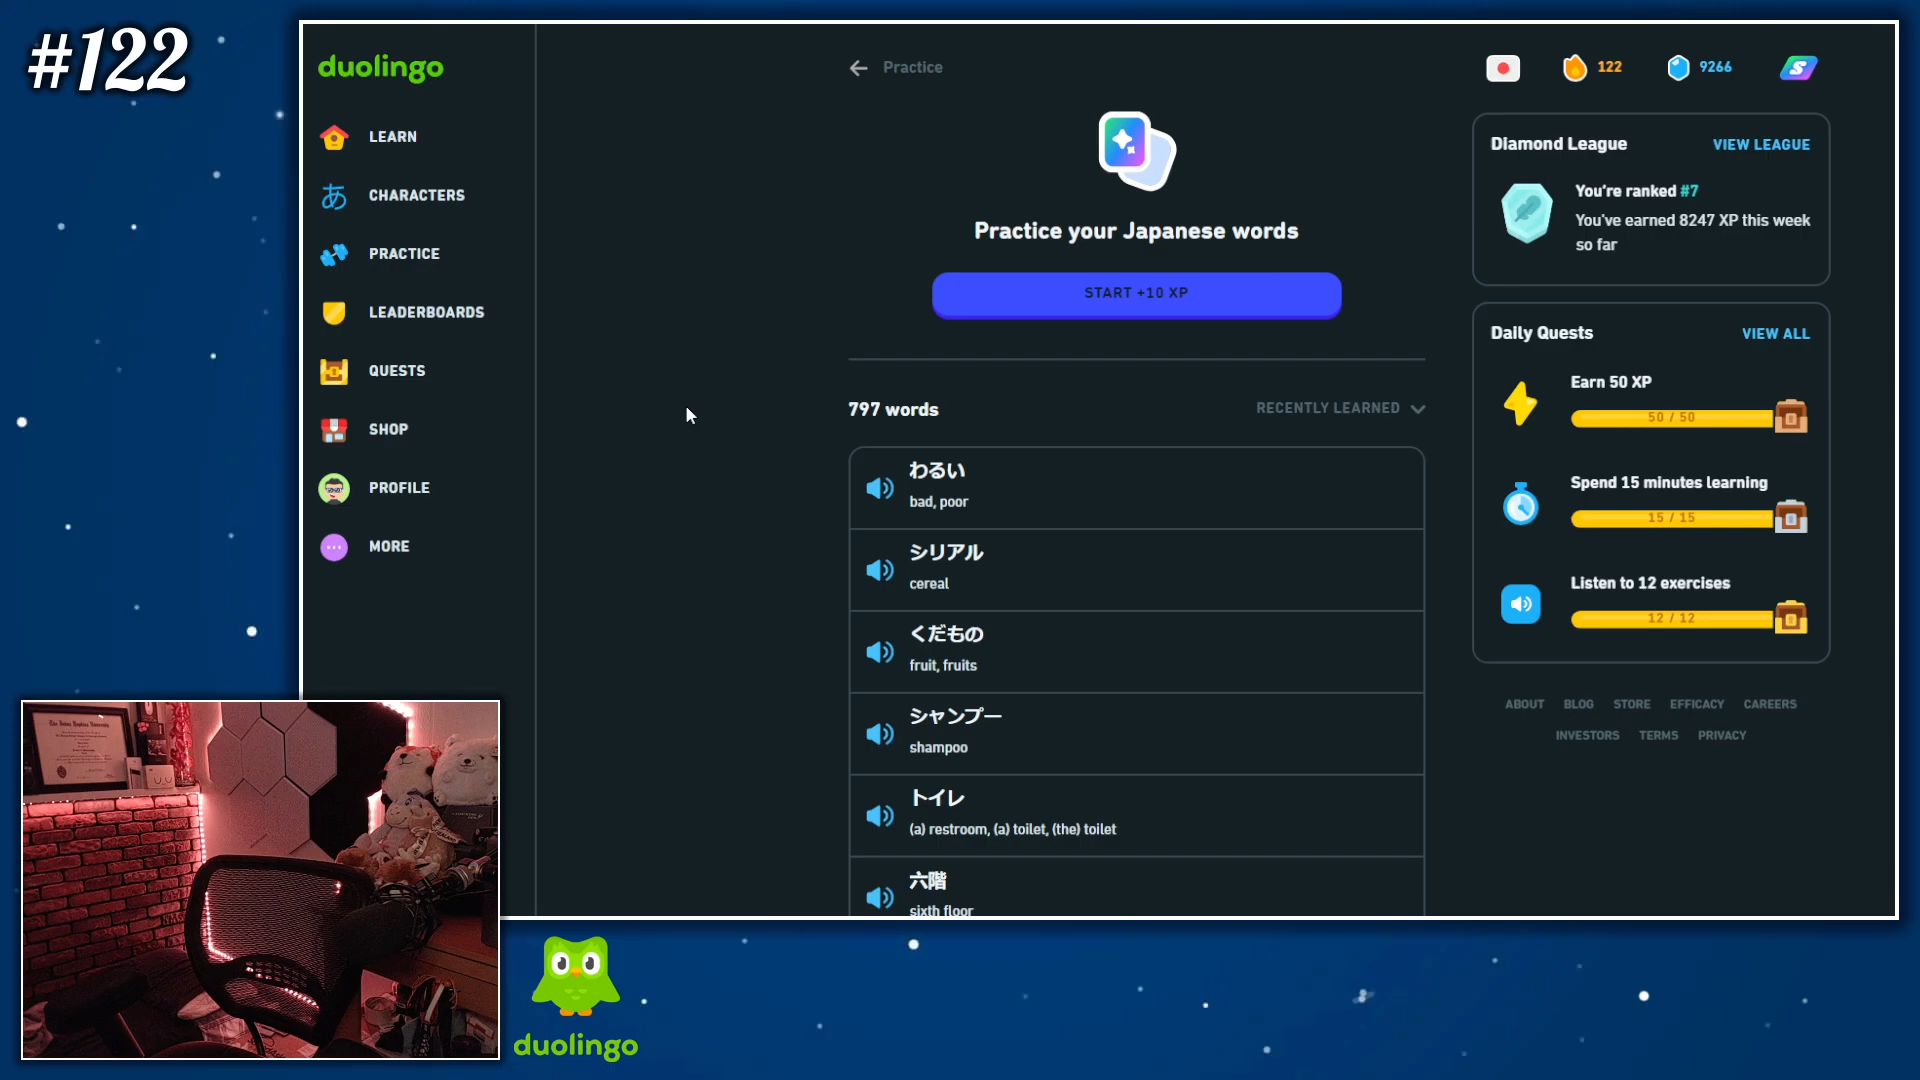 #122
duolingo
LEARN
CHARACTERS
PRACTICE
LEADERBOARDS
QUESTS
SHOP
PROFILE
MORE
Practice
Practice your Japanese words
START +10 XP
797 words
RECENTLY LEARNED
わるい
bad, poor
シリアル
cereal
くだもの
fruit, fruits
シャンプー
shampoo
トイレ
(a) restroom, (a) toilet, (the) toilet
六階
sixth floor
122
9266
S
Diamond League
VIEW LEAGUE
You're ranked #7
You've earned 8247 XP this week
so far
Daily Quests
VIEW ALL
Earn 50 XP
50 / 50
Spend 15 minutes learning
15 / 15
Listen to 12 exercises
12 / 12
ABOUT BLOG STORE EFFICACY CAREERS
INVESTORS TERMS PRIVACY
あ
The Johns Hopkins University
duolingo